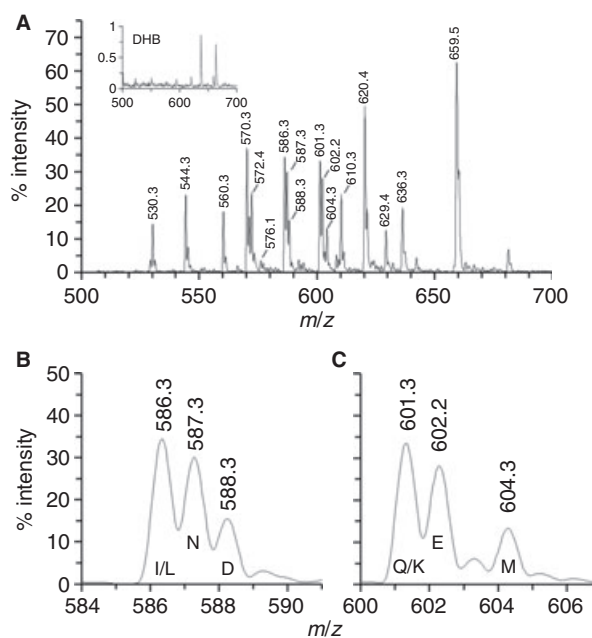 A
DHB
1
0.5
0
500 600 700
70
60
50
40
30
20
10
0
% intensity
530.3
544.3
560.3
570.3
572.4
576.1
586.3
587.3
588.3
601.3
602.2
604.3
610.3
620.4
629.4
636.3
659.5
500 550 600 650 700
m/z
B
50
40
30
20
10
0
% intensity
586.3
587.3
588.3
I/L
N
D
584 586 588 590
m/z
C
601.3
602.2
604.3
Q/K
E
M
600 602 604 606
m/z